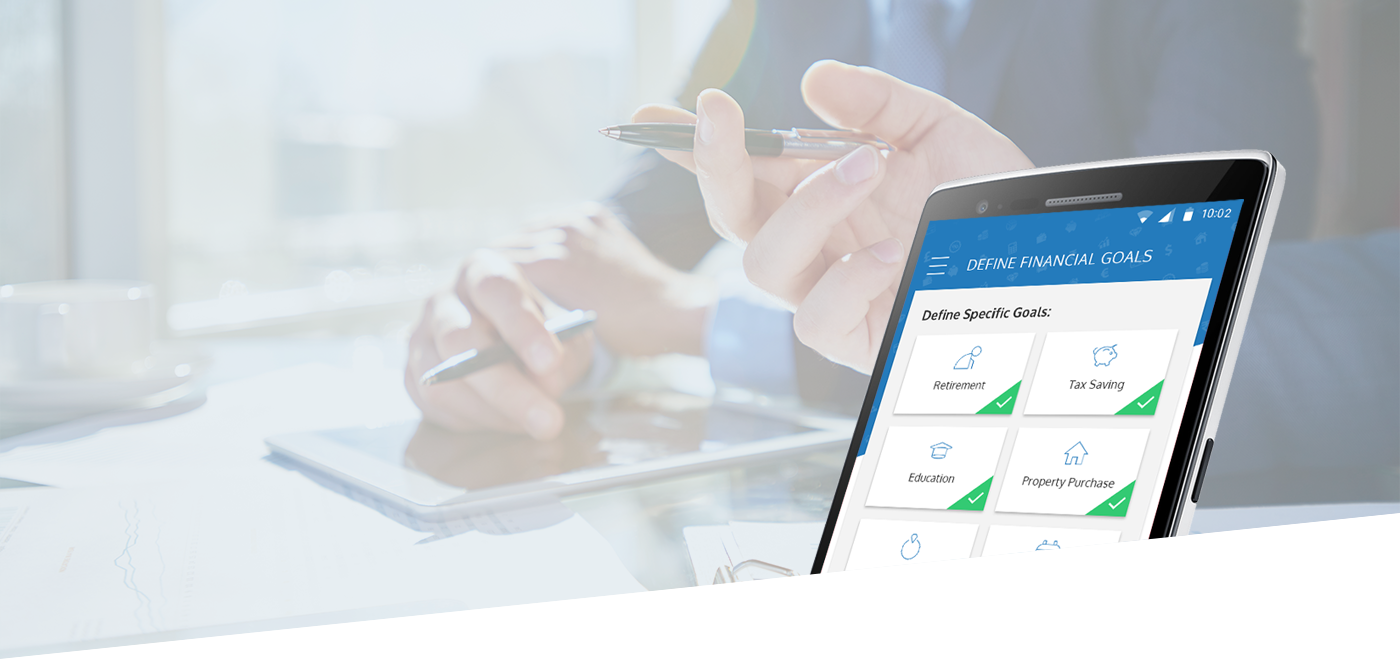 10:02
DEFINE FINANCIAL GOALS
Define Specific Goals:
Retirement
Tax Saving
Education
Property Purchase